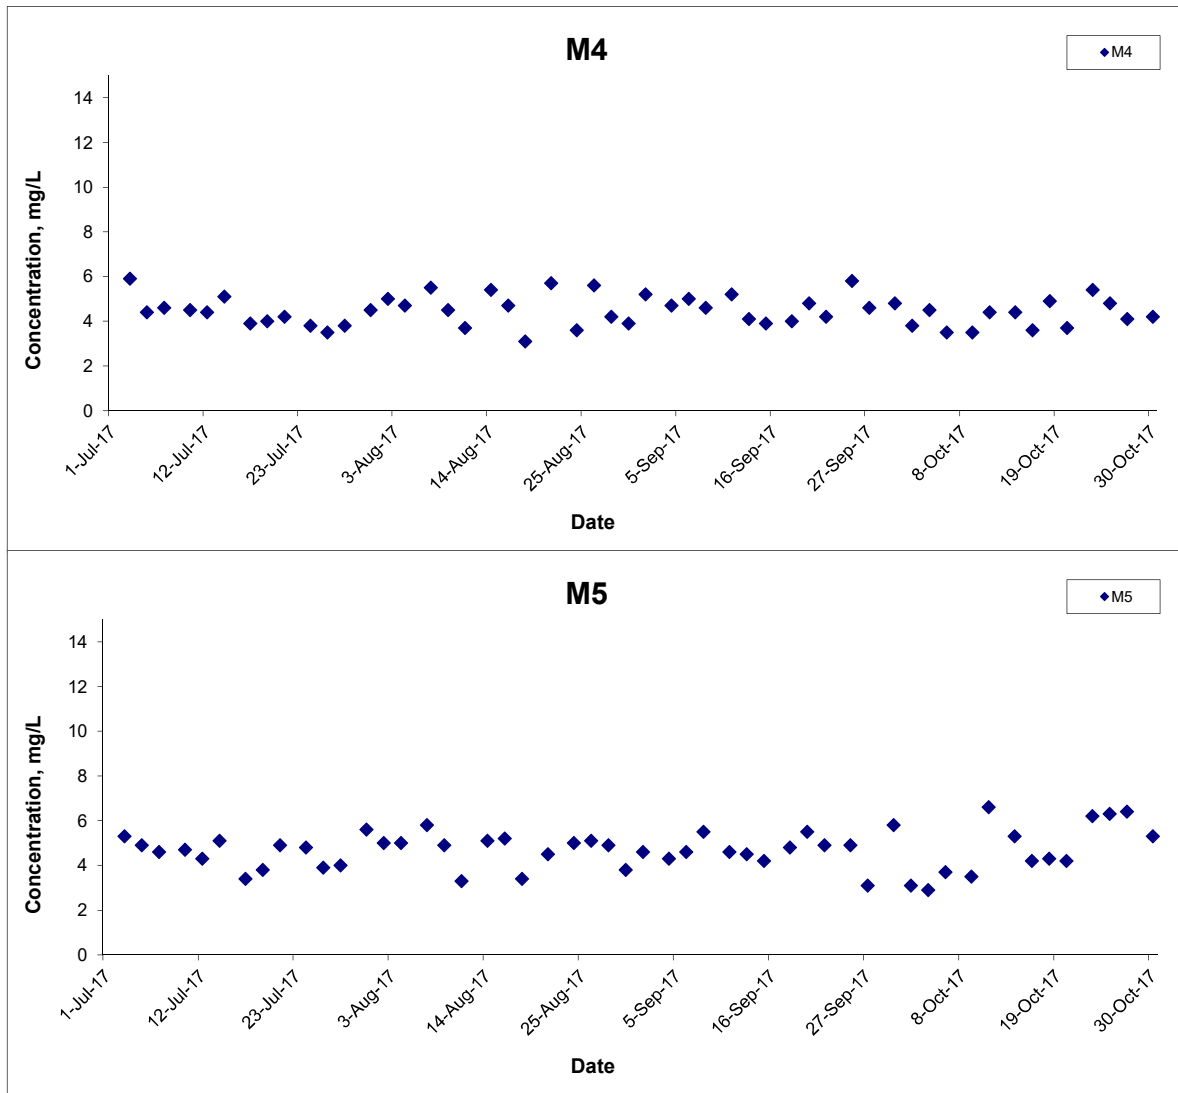 M4
M4
14
12
10
8
6
4
2
0
Concentration, mg/L
1-Jul-17
12-Jul-17
23-Jul-17
3-Aug-17
14-Aug-17
25-Aug-17
5-Sep-17
16-Sep-17
27-Sep-17
8-Oct-17
19-Oct-17
30-Oct-17
Date
M5
M5
14
12
10
8
6
4
2
0
Concentration, mg/L
1-Jul-17
12-Jul-17
23-Jul-17
3-Aug-17
14-Aug-17
25-Aug-17
5-Sep-17
16-Sep-17
27-Sep-17
8-Oct-17
19-Oct-17
30-Oct-17
Date